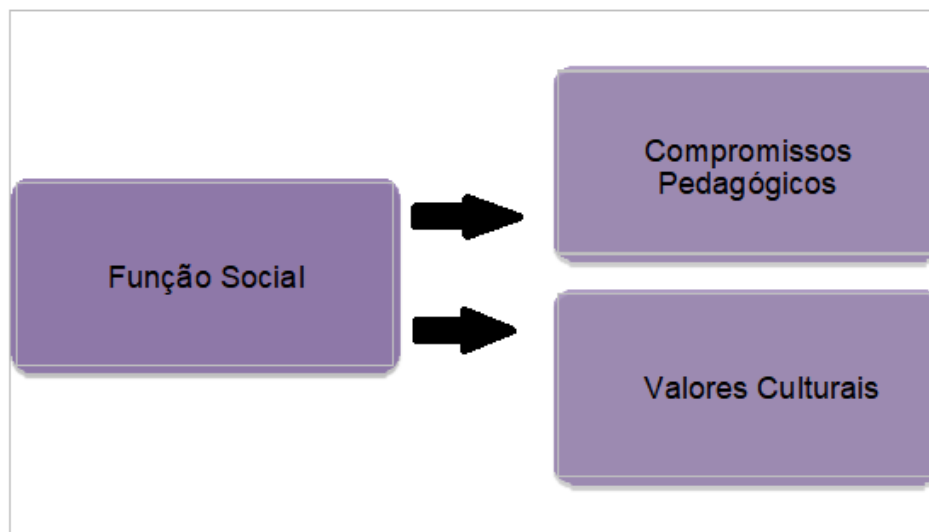 Função Social
Compromissos
Pedagógicos
Valores Culturais